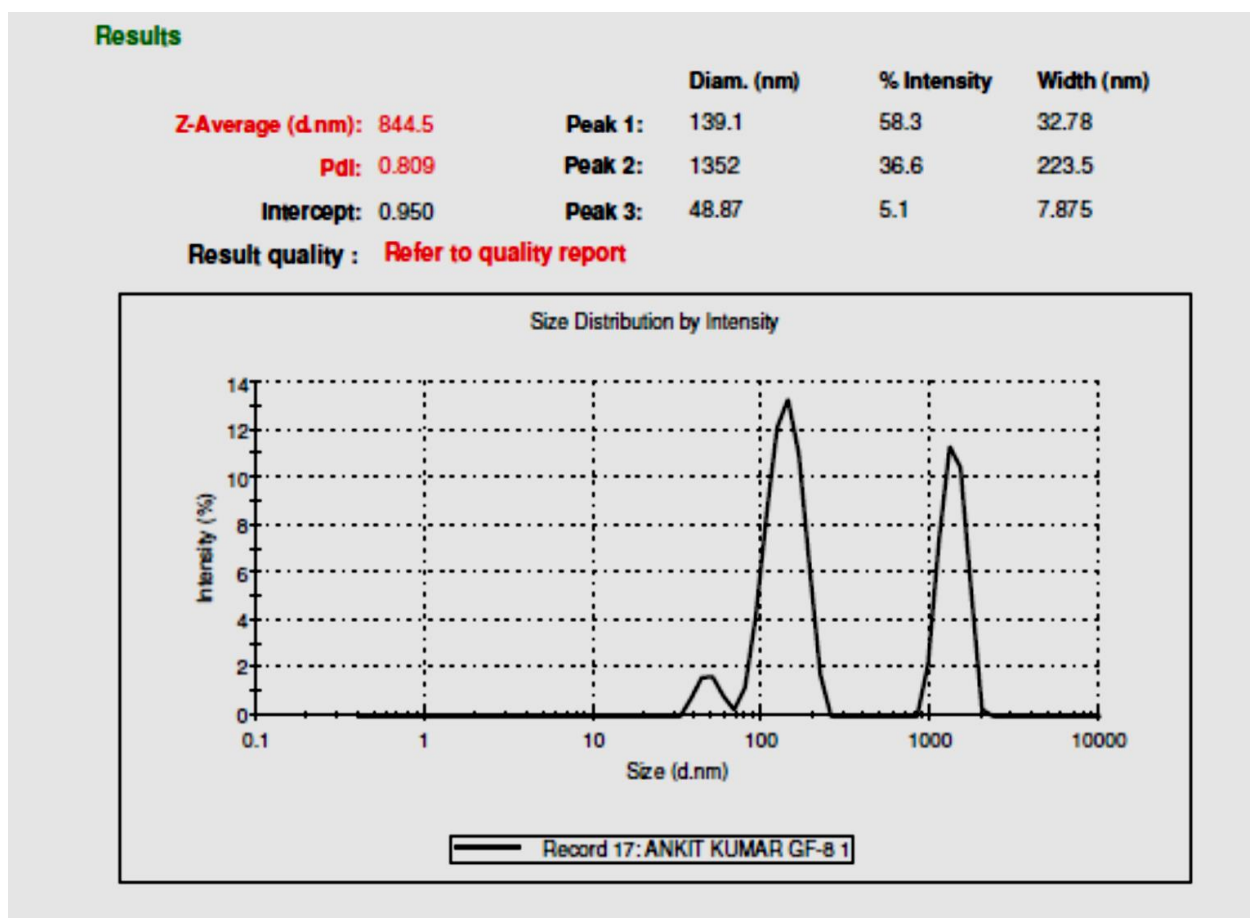 Results
Diam. (nm) % Intensity Width (nm)
Z-Average (d.nm): 844.5 Peak 1: 139.1 58.3 32.78
PdI: 0.809 Peak 2: 1352 36.6 223.5
Intercept: 0.950 Peak 3: 48.87 5.1 7.875
Result quality : Refer to quality report
Size Distribution by Intensity
14
12
10
8
6
4
2
0
Intensity (%)
0.1 1 10 100 1000 10000
Size (d.nm)
Record 17: ANKIT KUMAR GF-8 1